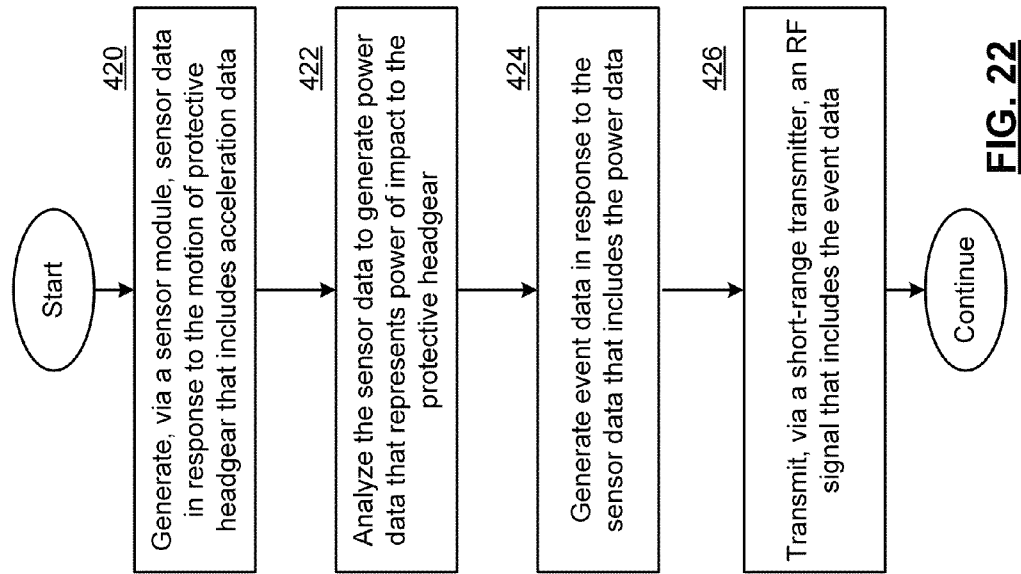 Start
420
Generate, via a sensor module, sensor data
in response to the motion of protective
headgear that includes acceleration data
422
Analyze the sensor data to generate power
data that represents power of impact to the
protective headgear
424
Generate event data in response to the
sensor data that includes the power data
426
Transmit, via a short-range transmitter, an RF
signal that includes the event data
Continue
FIG. 22